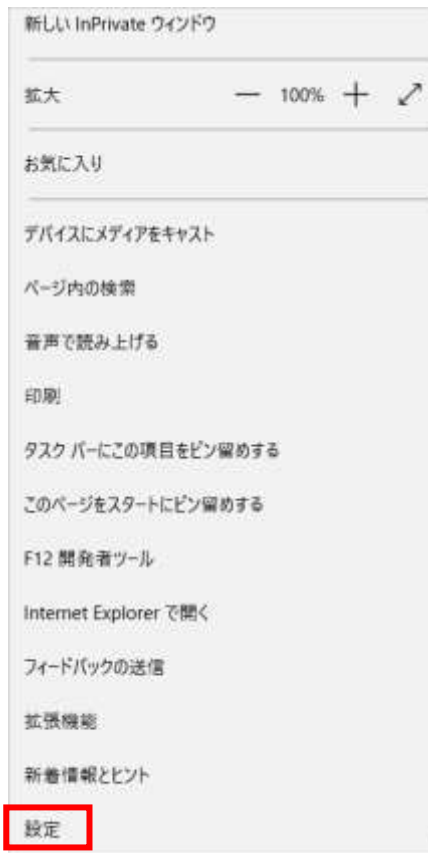 新しい InPrivate ウィンドウ
拡大 — 100% +
お気に入り
デバイスにメディアをキャスト
ページ内の検索
音声で読み上げる
印刷
タスク バーにこの項目をピン留めする
このページをスタートにピン留めする
F12 開発者ツール
Internet Explorer で開く
フィードバックの送信
拡張機能
新着情報とヒント
設定